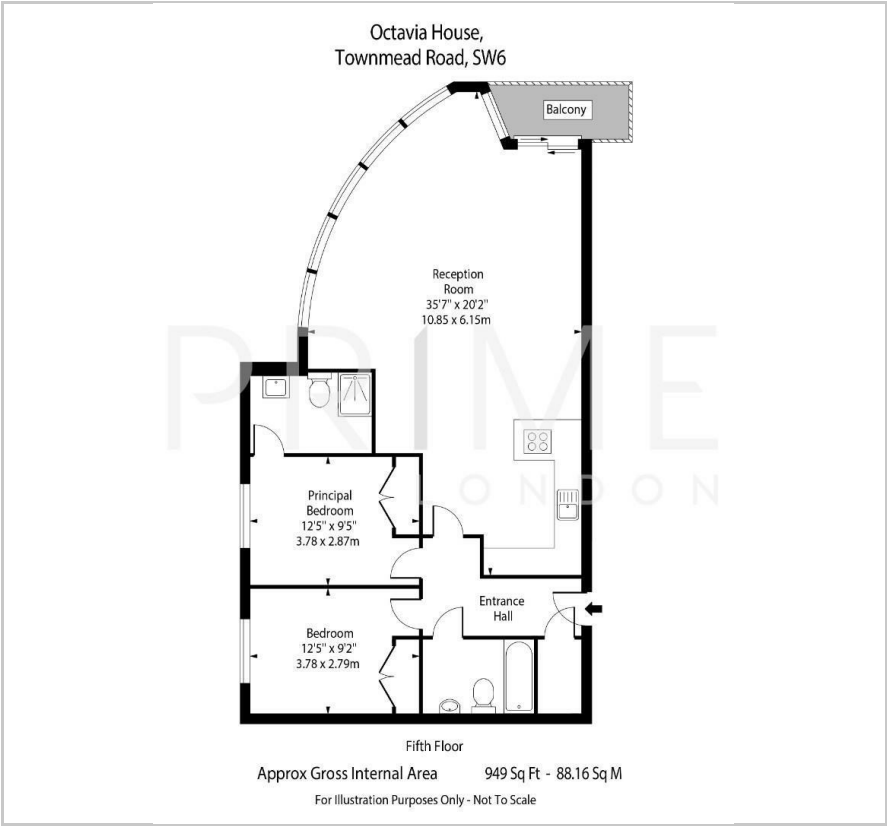 Octavia House,
Townmead Road, SW6
Balcony
Reception
Room
35'7" x 20'2"
10.85 x 6.15m
PRIME
LONDON
Principal
Bedroom
12'5" x 9'5"
3.78 x 2.87m
Entrance
Hall
Bedroom
12'5" x 9'2"
3.78 x 2.79m
Fifth Floor
Approx Gross Internal Area 949 Sq Ft - 88.16 Sq M
For Illustration Purposes Only - Not To Scale